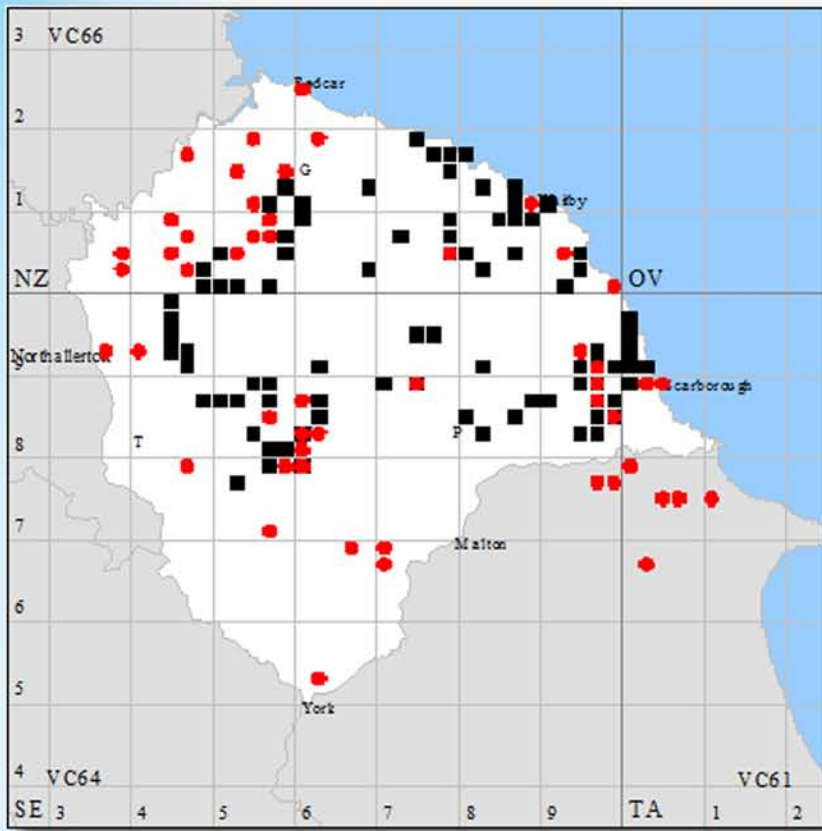 3 VC66
Redcar
2
G
1
Whitby
NZ
OV
Northallerton
9
Scarborough
T
P
8
7
Malton
6
5
York
4
VC64
VC61
SE 3 4 5 6 7 8 9 TA 1 2